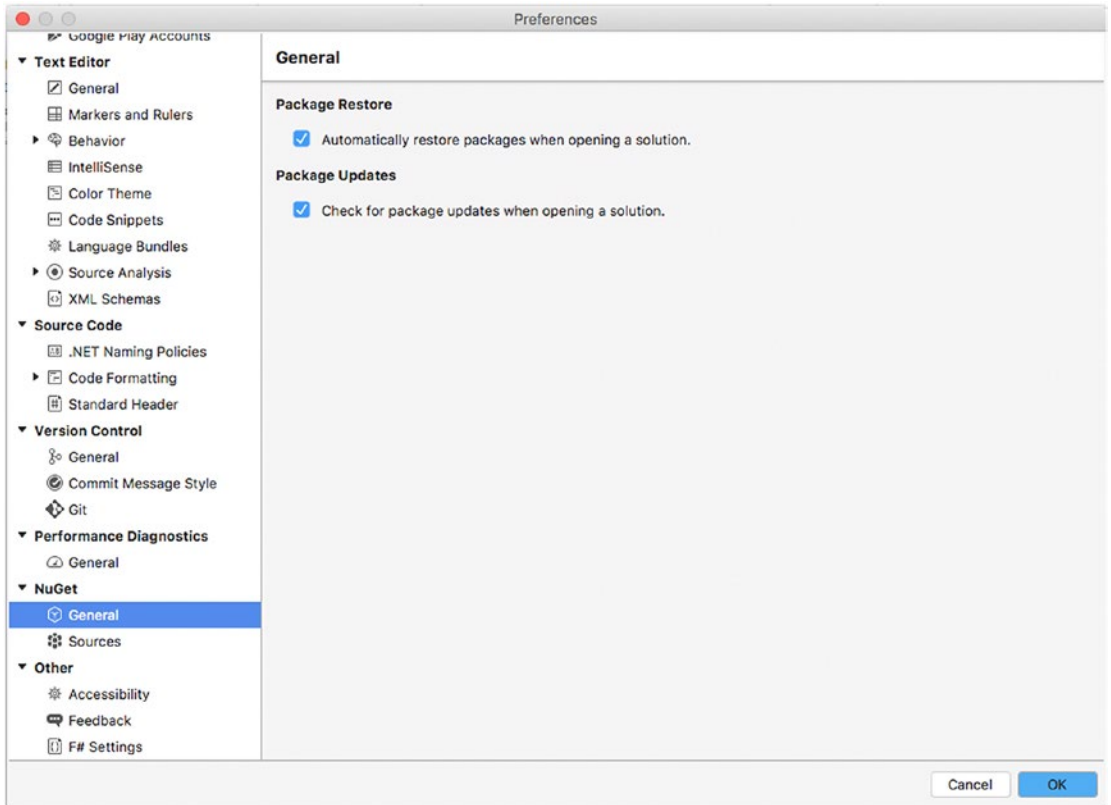 Preferences
Google Play Accounts
Text Editor
General
Markers and Rulers
Behavior
IntelliSense
Color Theme
Code Snippets
Language Bundles
Source Analysis
XML Schemas
Source Code
.NET Naming Policies
Code Formatting
Standard Header
Version Control
General
Commit Message Style
Git
Performance Diagnostics
General
NuGet
General
Sources
Other
Accessibility
Feedback
F# Settings
General
Package Restore
Automatically restore packages when opening a solution.
Package Updates
Check for package updates when opening a solution.
Cancel
OK